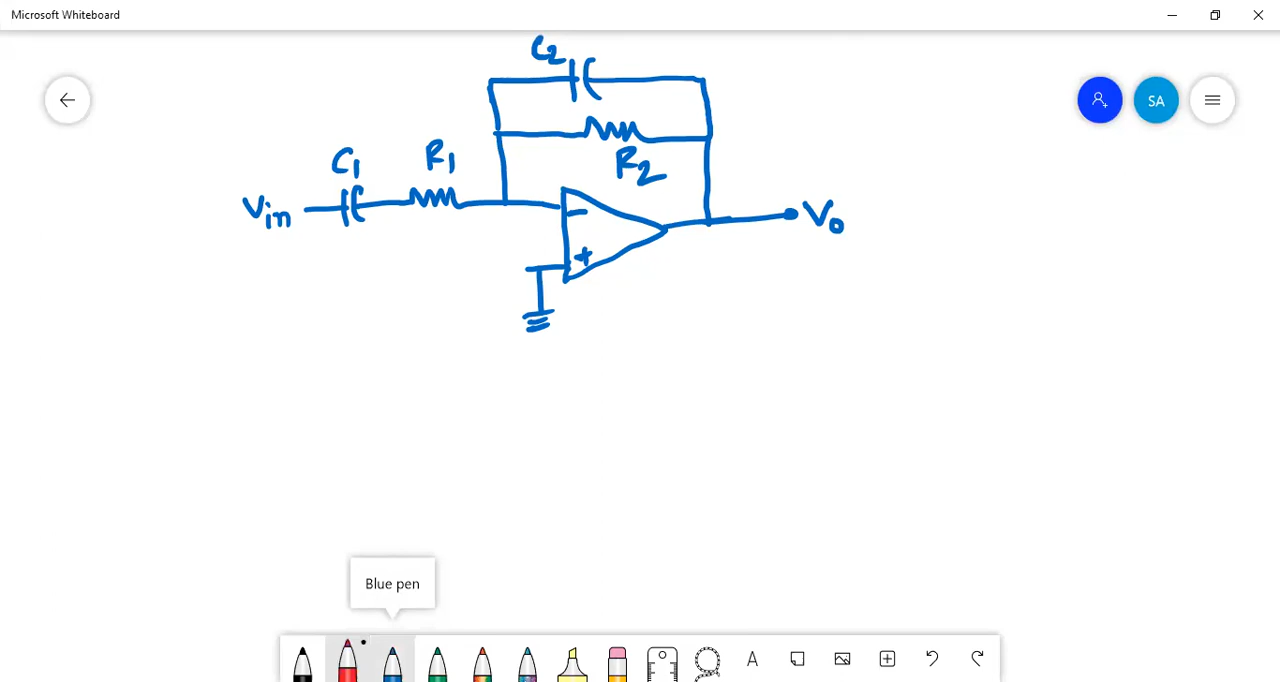 Microsoft Whiteboard
C2
SA
C1
R1
R2
Vin
−
Vo
+
Blue pen
A